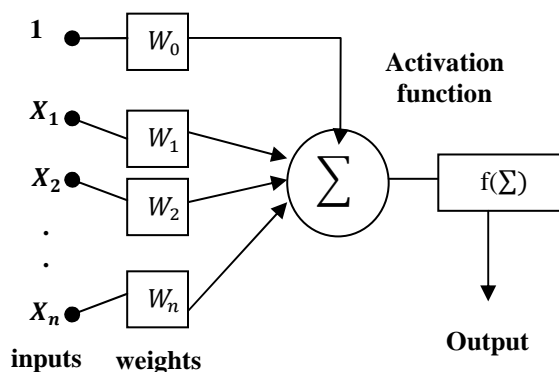 1
W₀
Activation
function
X₁
W₁
X₂
W₂
∑
f(∑)
.
.
Xₙ
Wₙ
Output
inputs
weights